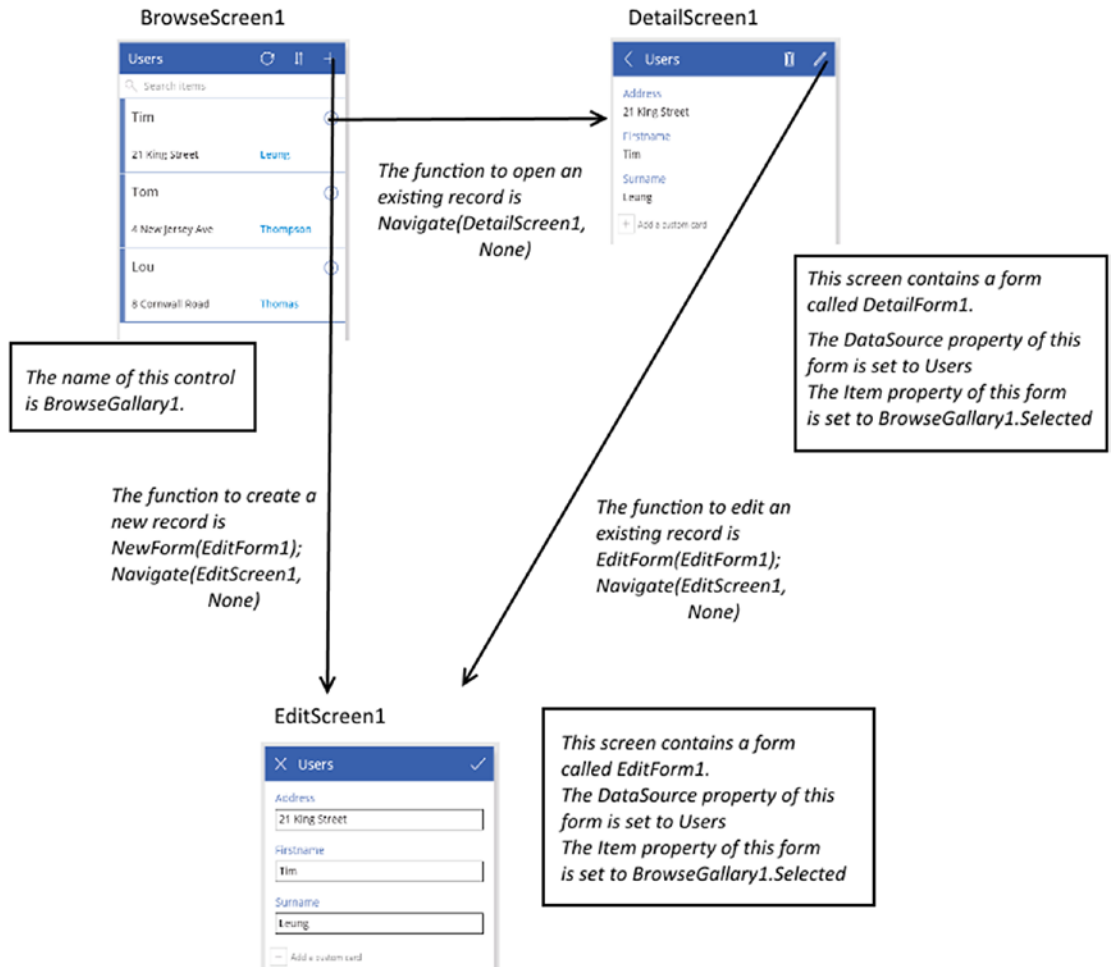 BrowseScreen1
Users
Search items
Tim
21 King Street Leung
Tom
4 New Jersey Ave Thompson
Lou
8 Cornwall Road Thomas
The name of this control
is BrowseGallary1.
The function to open an
existing record is
Navigate(DetailScreen1,
None)
DetailScreen1
Users
Address
21 King Street
Firstname
Tim
Surname
Leung
Add a custom card
This screen contains a form
called DetailForm1.
The DataSource property of this
form is set to Users
The Item property of this form
is set to BrowseGallary1.Selected
The function to create a
new record is
NewForm(EditForm1);
Navigate(EditScreen1,
None)
The function to edit an
existing record is
EditForm(EditForm1);
Navigate(EditScreen1,
None)
EditScreen1
Users
Address
21 King Street
Firstname
Tim
Surname
Leung
Add a custom card
This screen contains a form
called EditForm1.
The DataSource property of this
form is set to Users
The Item property of this form
is set to BrowseGallary1.Selected